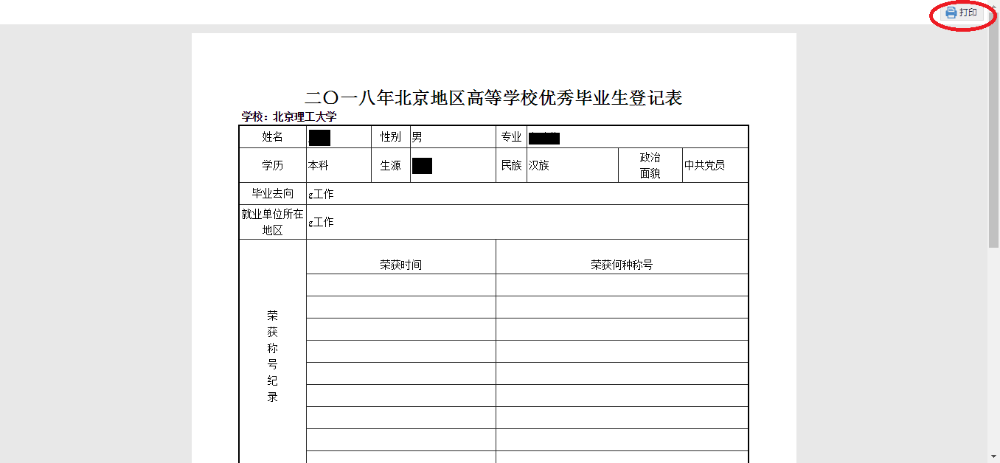 打印
二〇一八年北京地区高等学校优秀毕业生登记表
学校：北京理工大学
姓名 性别 男 专业
学历 本科 生源 民族 汉族 政治面貌 中共党员
毕业去向 g工作
就业单位所在地区 g工作
荣获时间 荣获何种称号
荣获称号纪录